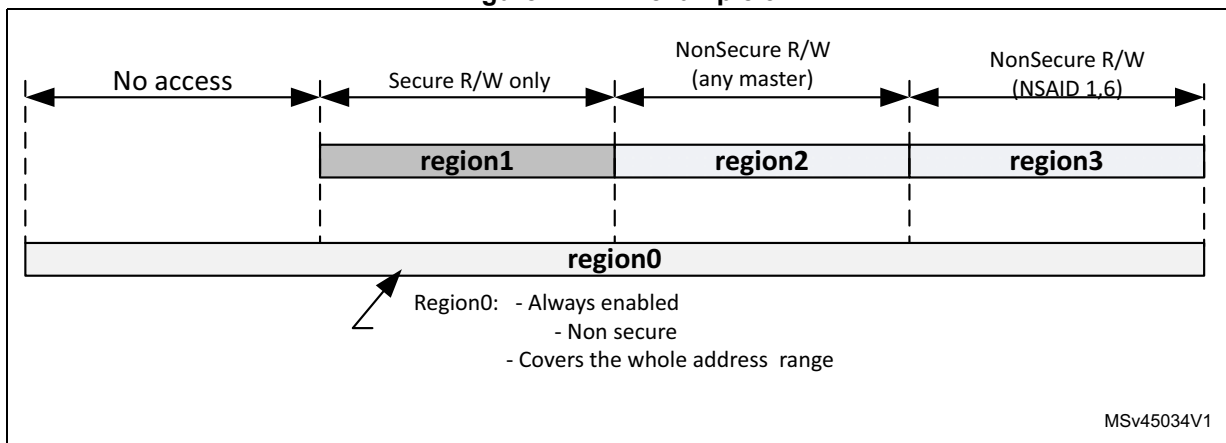 No access
Secure R/W only
NonSecure R/W
(any master)
NonSecure R/W
(NSAID 1,6)
region1
region2
region3
region0
Region0: - Always enabled
- Non secure
- Covers the whole address range
MSv45034V1